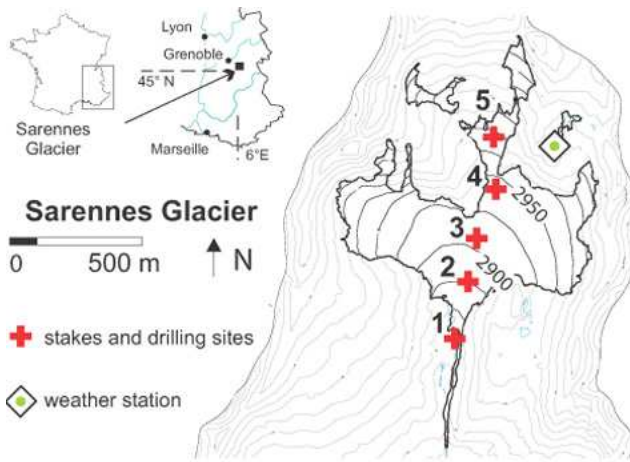 Lyon
Grenoble
45° N
Sarennes
Glacier
Marseille
6°E
Sarennes Glacier
0 500 m
N
stakes and drilling sites
weather station
5
4
2950
3
2900
2
1